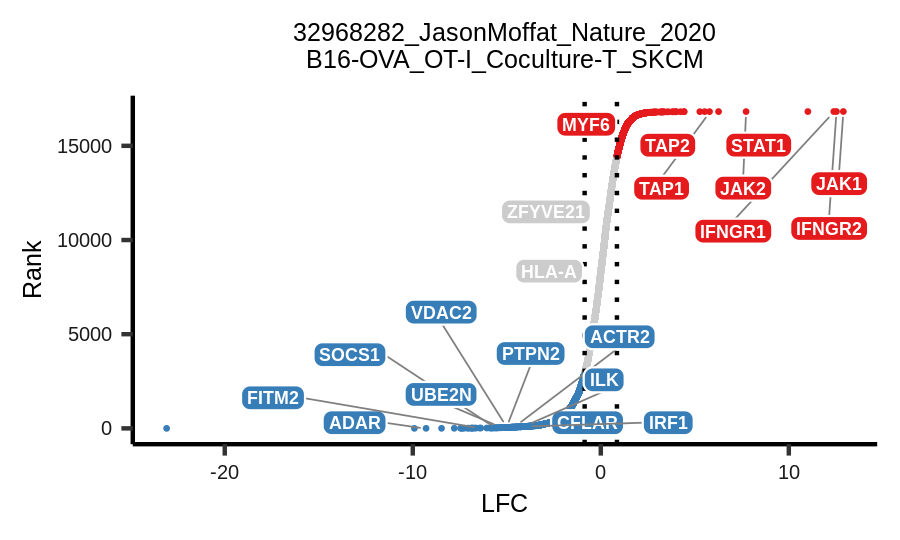 32968282_JasonMoffat_Nature_2020
B16-OVA_OT-I_Coculture-T_SKCM
Rank
15000
10000
5000
0
MYF6
TAP2
STAT1
TAP1
JAK2
JAK1
ZFYVE21
IFNGR1
IFNGR2
HLA-A
VDAC2
ACTR2
SOCS1
PTPN2
ILK
UBE2N
FITM2
ADAR
CFLAR
IRF1
-20
-10
0
10
LFC